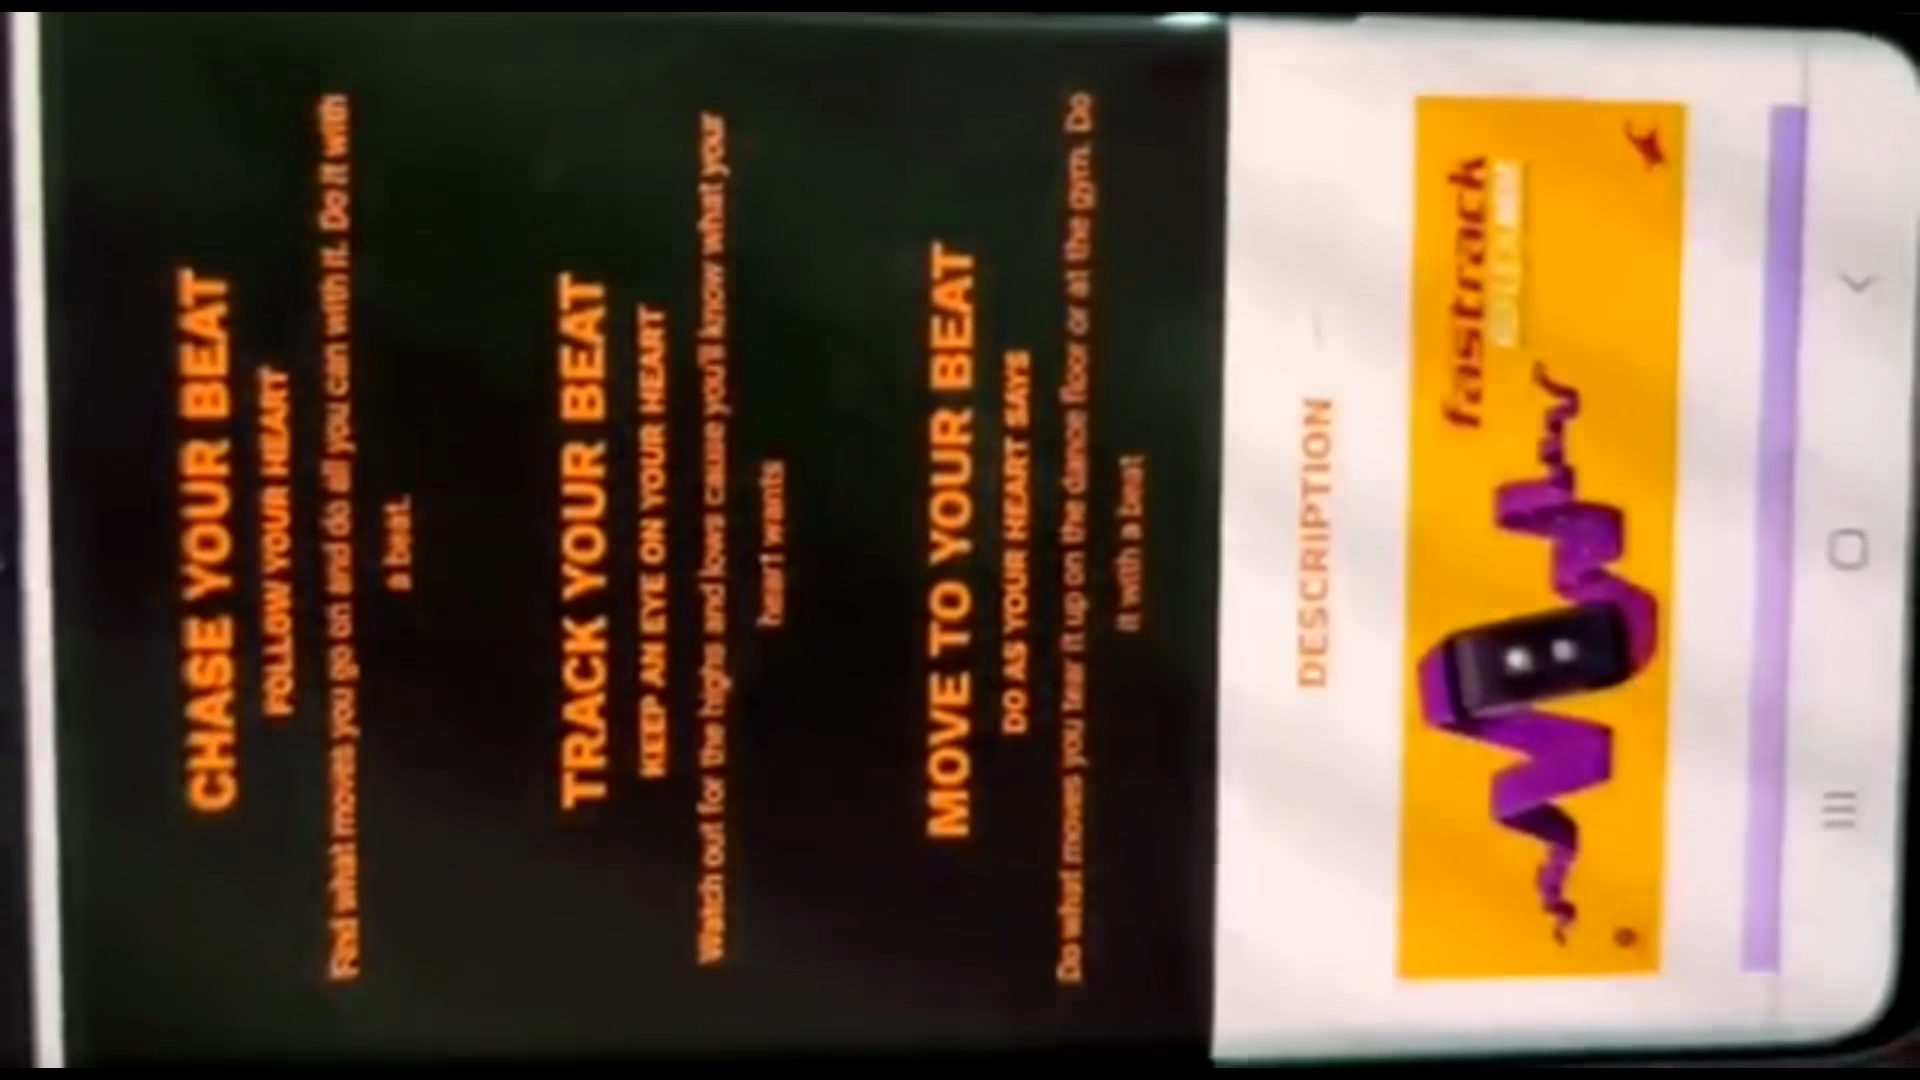 CHASE YOUR BEAT
FOLLOW YOUR HEART
Find what moves you go on and do all you can with it. Do it with
a beat.
TRACK YOUR BEAT
KEEP AN EYE ON YOUR HEART
Watch out for the highs and lows cause you'll know what your
heart wants
MOVE TO YOUR BEAT
DO AS YOUR HEART SAYS
Do what moves you tear it up on the dance floor or at the gym. Do
it with a beat
DESCRIPTION
fastrack